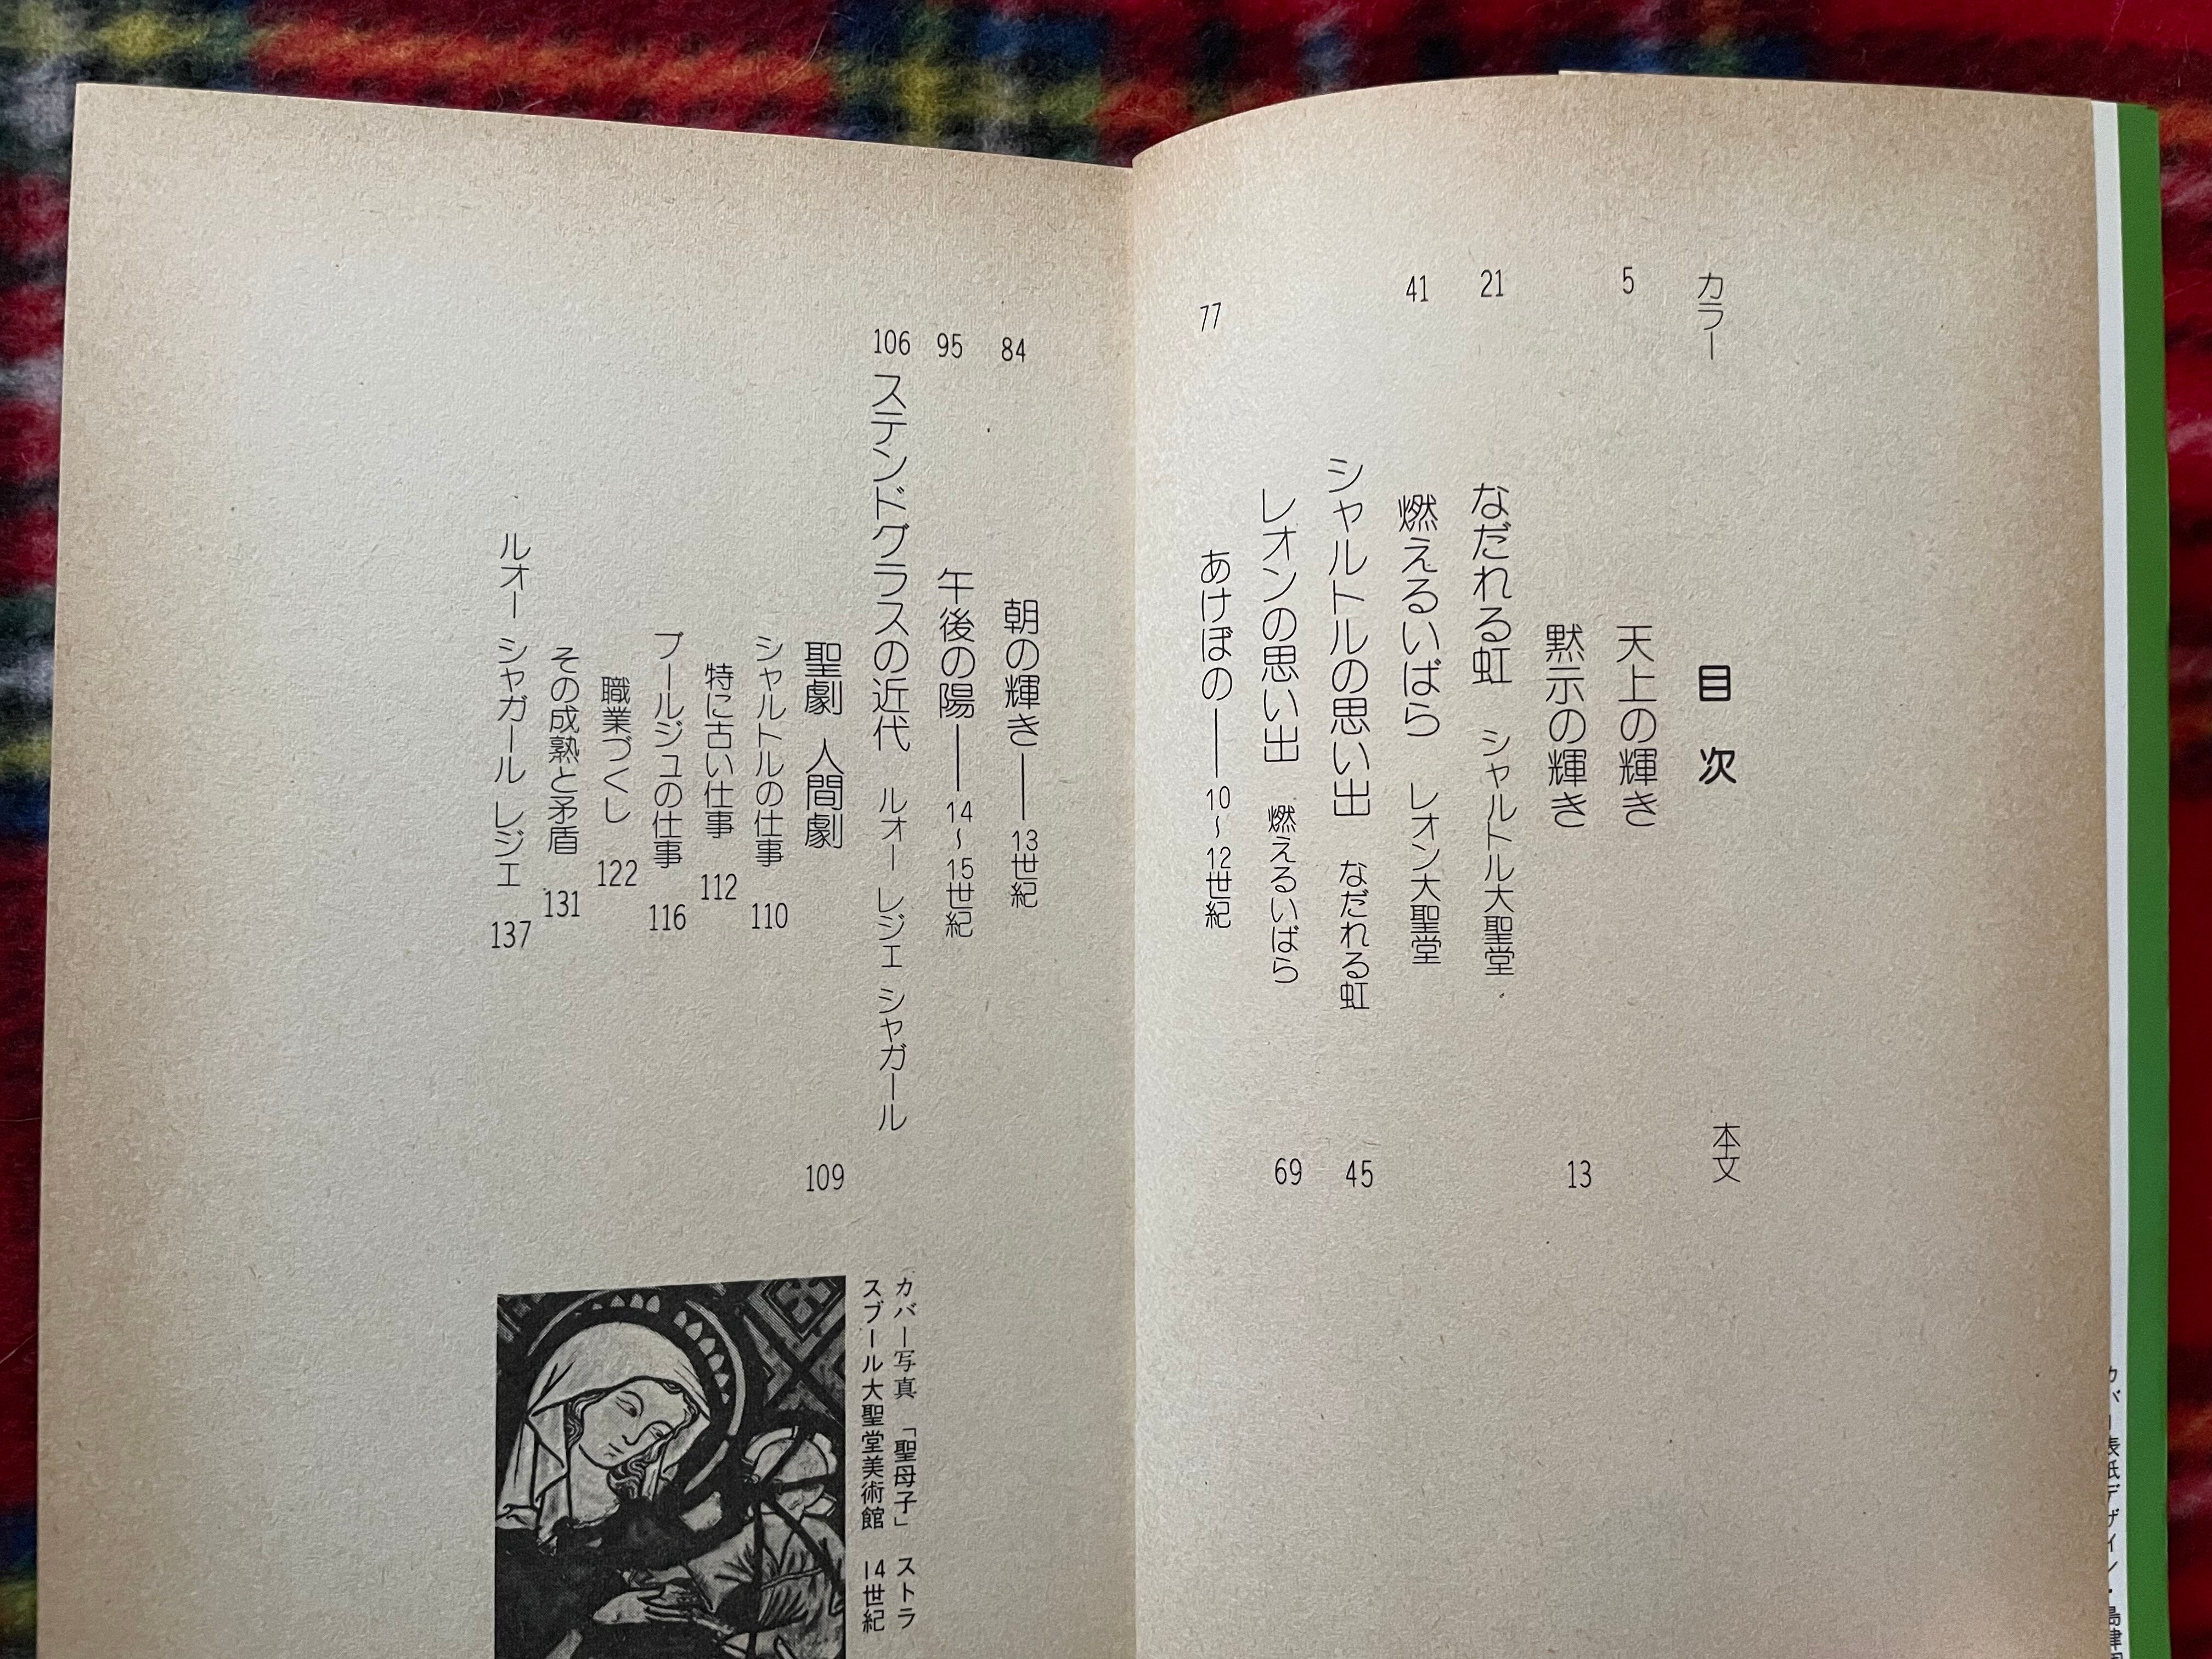 目次
カラー
本文
5 天上の輝き
黙示の輝き 13
21 なだれる虹 シャルトル大聖堂
41 燃えるいばら レオン大聖堂
シャルトルの思い出 なだれる虹 45
レオンの思い出 燃えるいばら 69
77 あけぼの――10~12世紀
84 朝の輝き――13世紀
95 午後の陽――14~15世紀
106 ステンドグラスの近代 ルオー レジェ シャガール
聖劇 人間劇 109
シャルトルの仕事 110
特に古い仕事 112
ブールジュの仕事 116
職業づくし 122
その成熟と矛盾 131
ルオー シャガール レジェ 137
カバー写真 「聖母子」 ストラ
スブール大聖堂美術館 14世紀